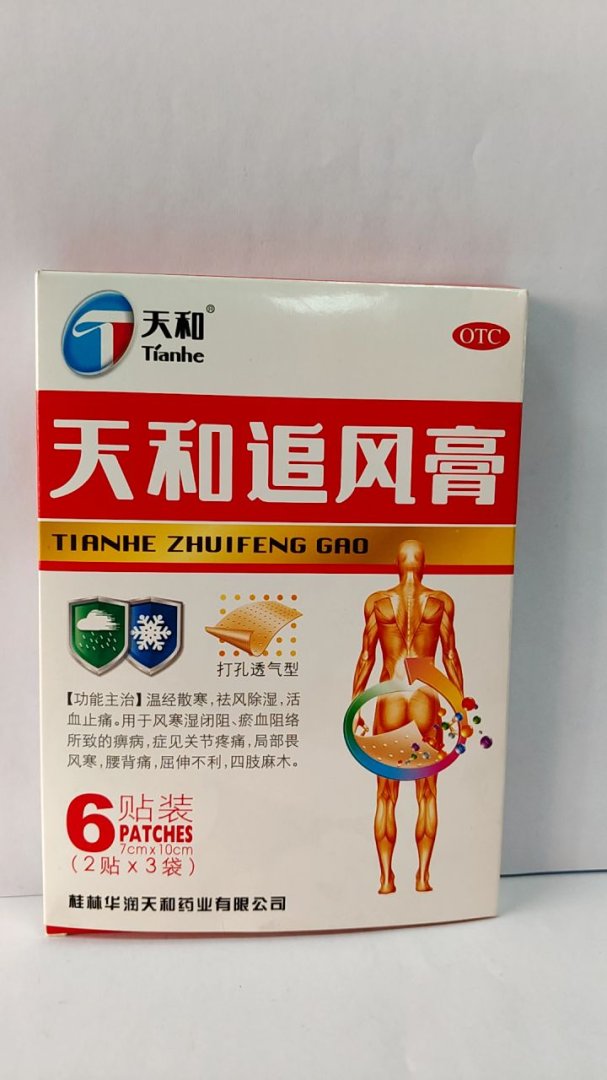 天和®
Tianhe
OTC
天和追风膏
TIANHE ZHUIFENG GAO
打孔透气型
【功能主治】温经散寒，祛风除湿，活
血止痛。用于风寒湿闭阻、瘀血阻络
所致的痹病，症见关节疼痛，局部畏
风寒，腰背痛，屈伸不利，四肢麻木。
6贴装
PATCHES
7cmx10cm
(2贴x3袋)
桂林华润天和药业有限公司